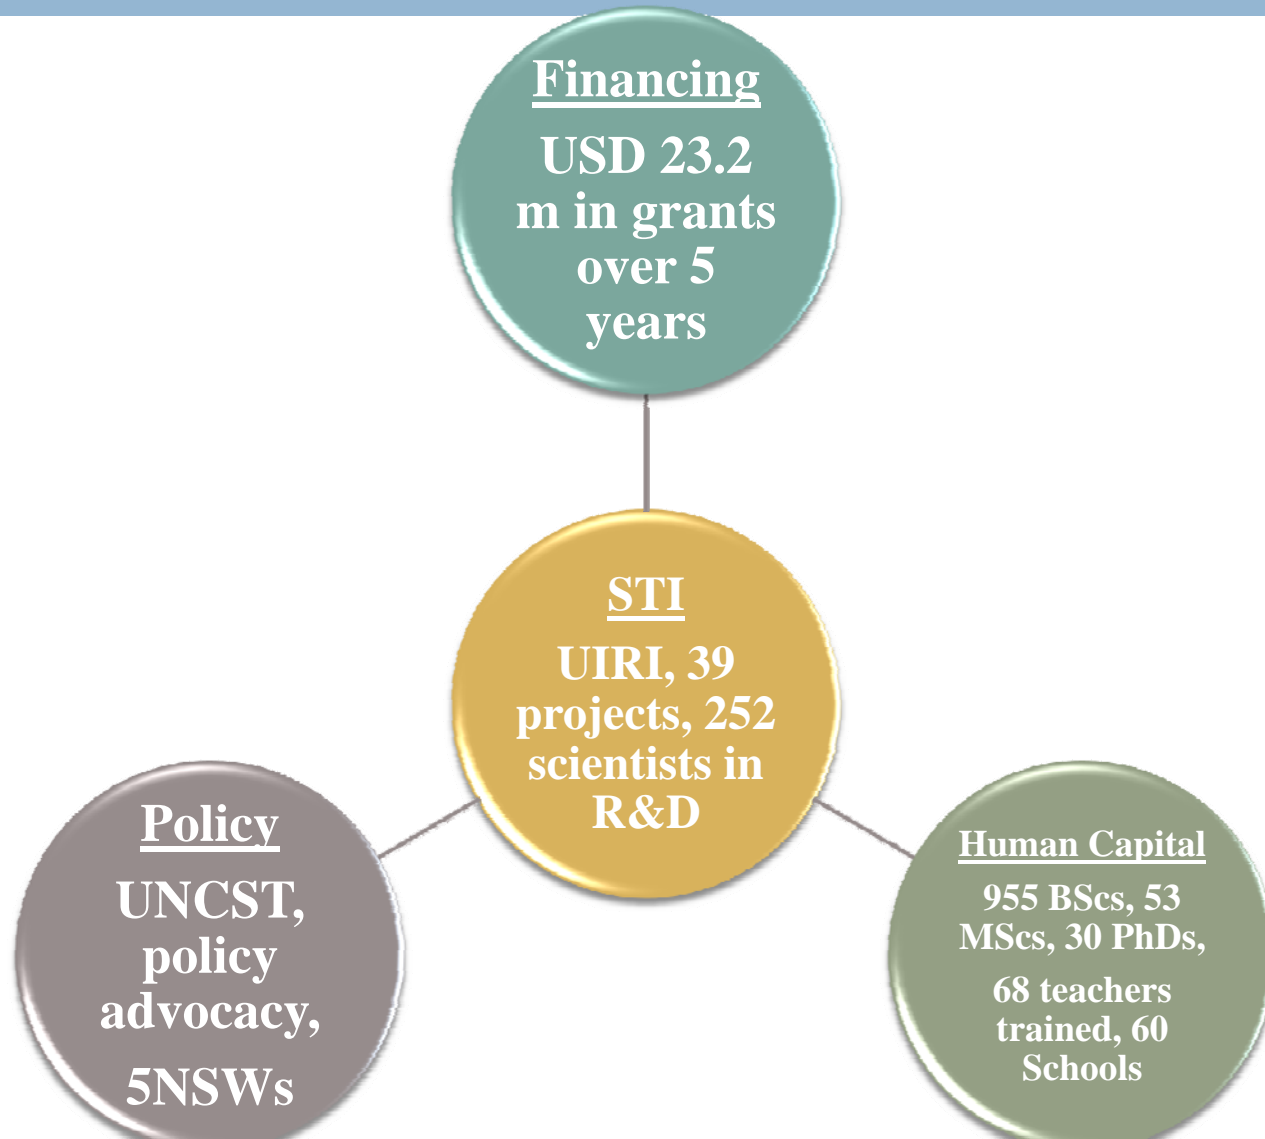 Financing
USD 23.2
m in grants
over 5
years
STI
UIRI, 39
projects, 252
scientists in
R&D
Policy
UNCST,
policy
advocacy,
5NSWs
Human Capital
955 BScs, 53
MScs, 30 PhDs,
68 teachers
trained, 60
Schools